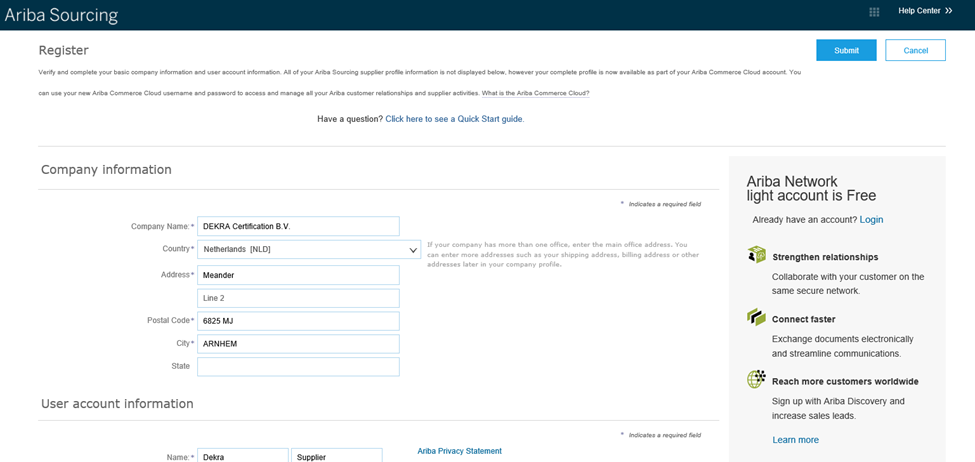 Ariba Sourcing
Help Center »
Register
Submit
Cancel
Verify and complete your basic company information and user account information. All of your Ariba Sourcing supplier profile information is not displayed below, however your complete profile is now available as part of your Ariba Commerce Cloud account. You
can use your new Ariba Commerce Cloud username and password to access and manage all your Ariba customer relationships and supplier activities. What is the Ariba Commerce Cloud?
Have a question? Click here to see a Quick Start guide.
Company information
* Indicates a required field
Company Name: * DEKRA Certification B.V.
Country * Netherlands [NLD]
If your company has more than one office, enter the main office address. You
can enter more addresses such as your shipping address, billing address or other
addresses later in your company profile.
Address * Meander
Line 2
Postal Code * 6825 MJ
City * ARNHEM
State
User account information
* Indicates a required field
Name: * Dekra Supplier
Ariba Privacy Statement
Ariba Network
light account is Free
Already have an account? Login
Strengthen relationships
Collaborate with your customer on the
same secure network.
Connect faster
Exchange documents electronically
and streamline communications.
Reach more customers worldwide
Sign up with Ariba Discovery and
increase sales leads.
Learn more